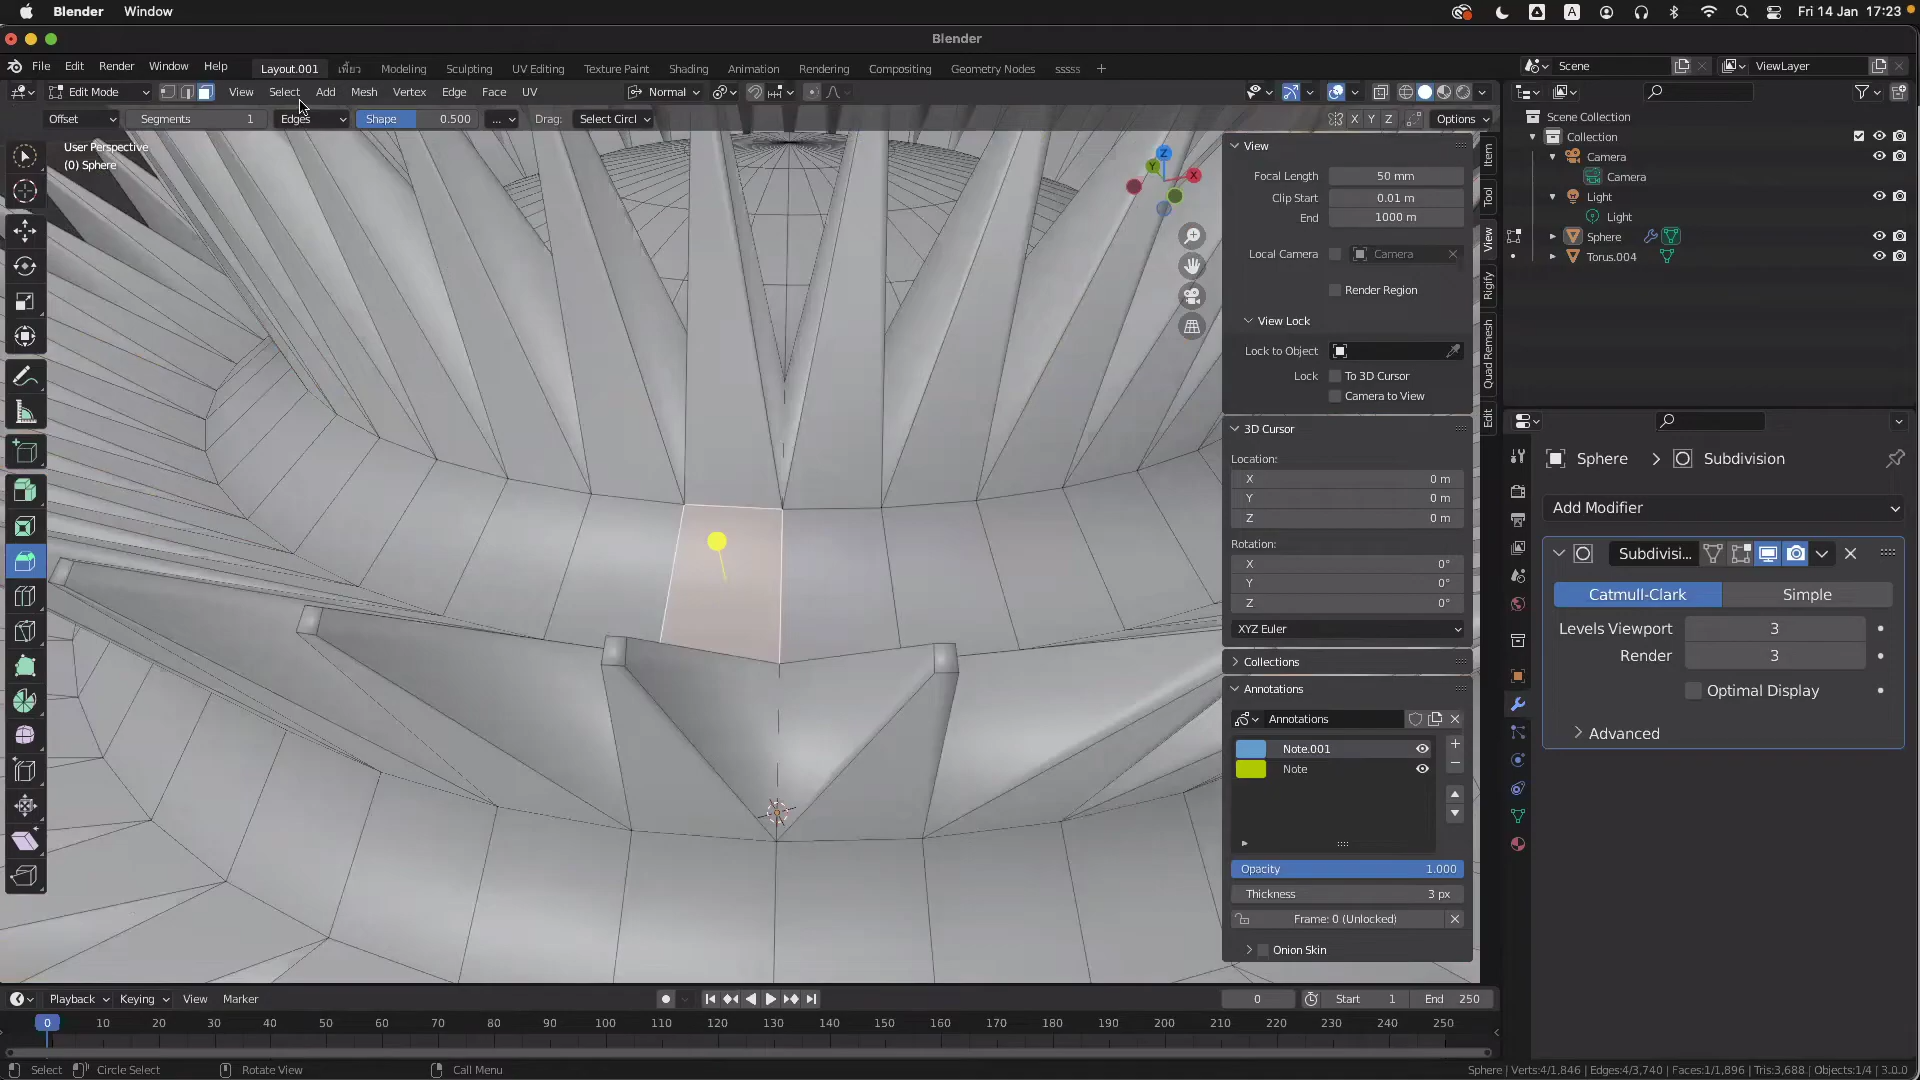 Blender Window Fri 14 Jan 17:23
Blender
File Edit Render Window Help Layout.001 เพี้ยว Modeling Sculpting UV Editing Texture Paint Shading Animation Rendering Compositing Geometry Nodes sssss + Scene ViewLayer
Edit Mode View Select Add Mesh Vertex Edge Face UV Normal
Offset Segments 1 Edges Shape 0.500 ... Drag: Select Circl X Y Z Options
User Perspective
(0) Sphere
Z Y X
View
Focal Length 50 mm
Clip Start 0.01 m
End 1000 m
Local Camera Camera
Render Region
View Lock
Lock to Object
Lock To 3D Cursor
Camera to View
3D Cursor
Location:
X 0 m
Y 0 m
Z 0 m
Rotation:
X 0°
Y 0°
Z 0°
XYZ Euler
Collections
Annotations
Annotations
Note.001
Note
Opacity 1.000
Thickness 3 px
Frame: 0 (Unlocked)
Onion Skin
Item
Tool
View
Rigify
Quad Remesh
Edit
Scene Collection
Collection
Camera
Camera
Light
Light
Sphere
Torus.004
Sphere > Subdivision
Add Modifier
Subdivisi...
Catmull-Clark Simple
Levels Viewport 3
Render 3
Optimal Display
Advanced
Playback Keying View Marker 0 Start 1 End 250
0 10 20 30 40 50 60 70 80 90 100 110 120 130 140 150 160 170 180 190 200 210 220 230 240 250
Select Circle Select Rotate View Call Menu Sphere | Verts:4/1,846 | Edges:4/3,740 | Faces:1/1,896 | Tris:3,688 | Objects:1/4 | 3.0.0